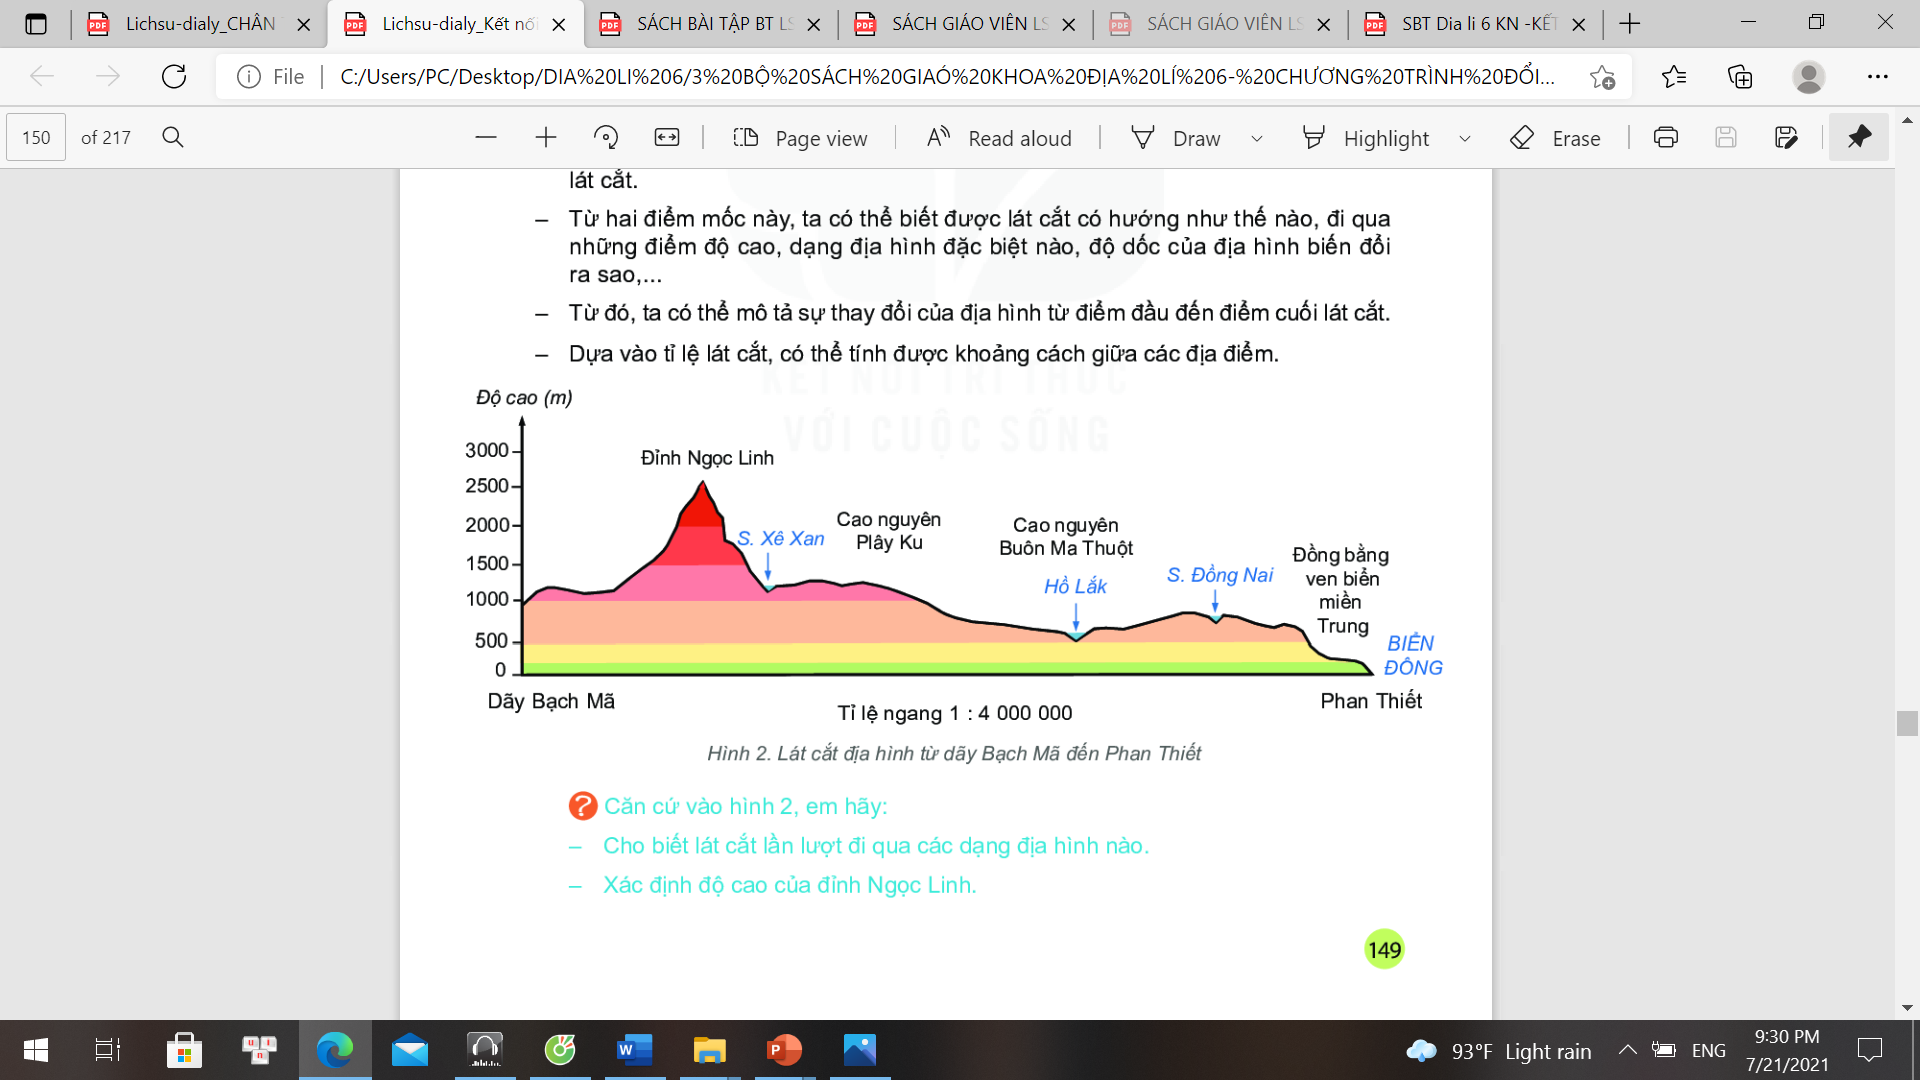 Lichsu-dialy_CHÂN
Lichsu-dialy_Kết nối
SÁCH BÀI TẬP BT LS
SÁCH GIÁO VIÊN LS
SÁCH GIÁO VIÊN LS
SBT Dia li 6 KN -KẾT
File
C:/Users/PC/Desktop/DIA%20LI%206/3%20BỘ%20SÁCH%20GIAÓ%20KHOA%20ĐỊA%20LÍ%206-%20CHƯƠNG%20TRÌNH%20ĐỔI...
150 of 217
Page view
Read aloud
Draw
Highlight
Erase
lát cắt.
– Từ hai điểm mốc này, ta có thể biết được lát cắt có hướng như thế nào, đi qua
những điểm độ cao, dạng địa hình đặc biệt nào, độ dốc của địa hình biến đổi
ra sao,...
– Từ đó, ta có thể mô tả sự thay đổi của địa hình từ điểm đầu đến điểm cuối lát cắt.
– Dựa vào tỉ lệ lát cắt, có thể tính được khoảng cách giữa các địa điểm.
KẾT NỐI TRI THỨC
VỚI CUỘC SỐNG
Độ cao (m)
3000
2500
2000
1500
1000
500
0
Đỉnh Ngọc Linh
S. Xê Xan
Cao nguyên
Plây Ku
Cao nguyên
Buôn Ma Thuột
Hồ Lắk
S. Đồng Nai
Đồng bằng
ven biển
miền
Trung
BIỂN
ĐÔNG
Dãy Bạch Mã
Phan Thiết
Tỉ lệ ngang 1 : 4 000 000
Hình 2. Lát cắt địa hình từ dãy Bạch Mã đến Phan Thiết
? Căn cứ vào hình 2, em hãy:
– Cho biết lát cắt lần lượt đi qua các dạng địa hình nào.
– Xác định độ cao của đỉnh Ngọc Linh.
149
93°F Light rain
ENG
9:30 PM
7/21/2021